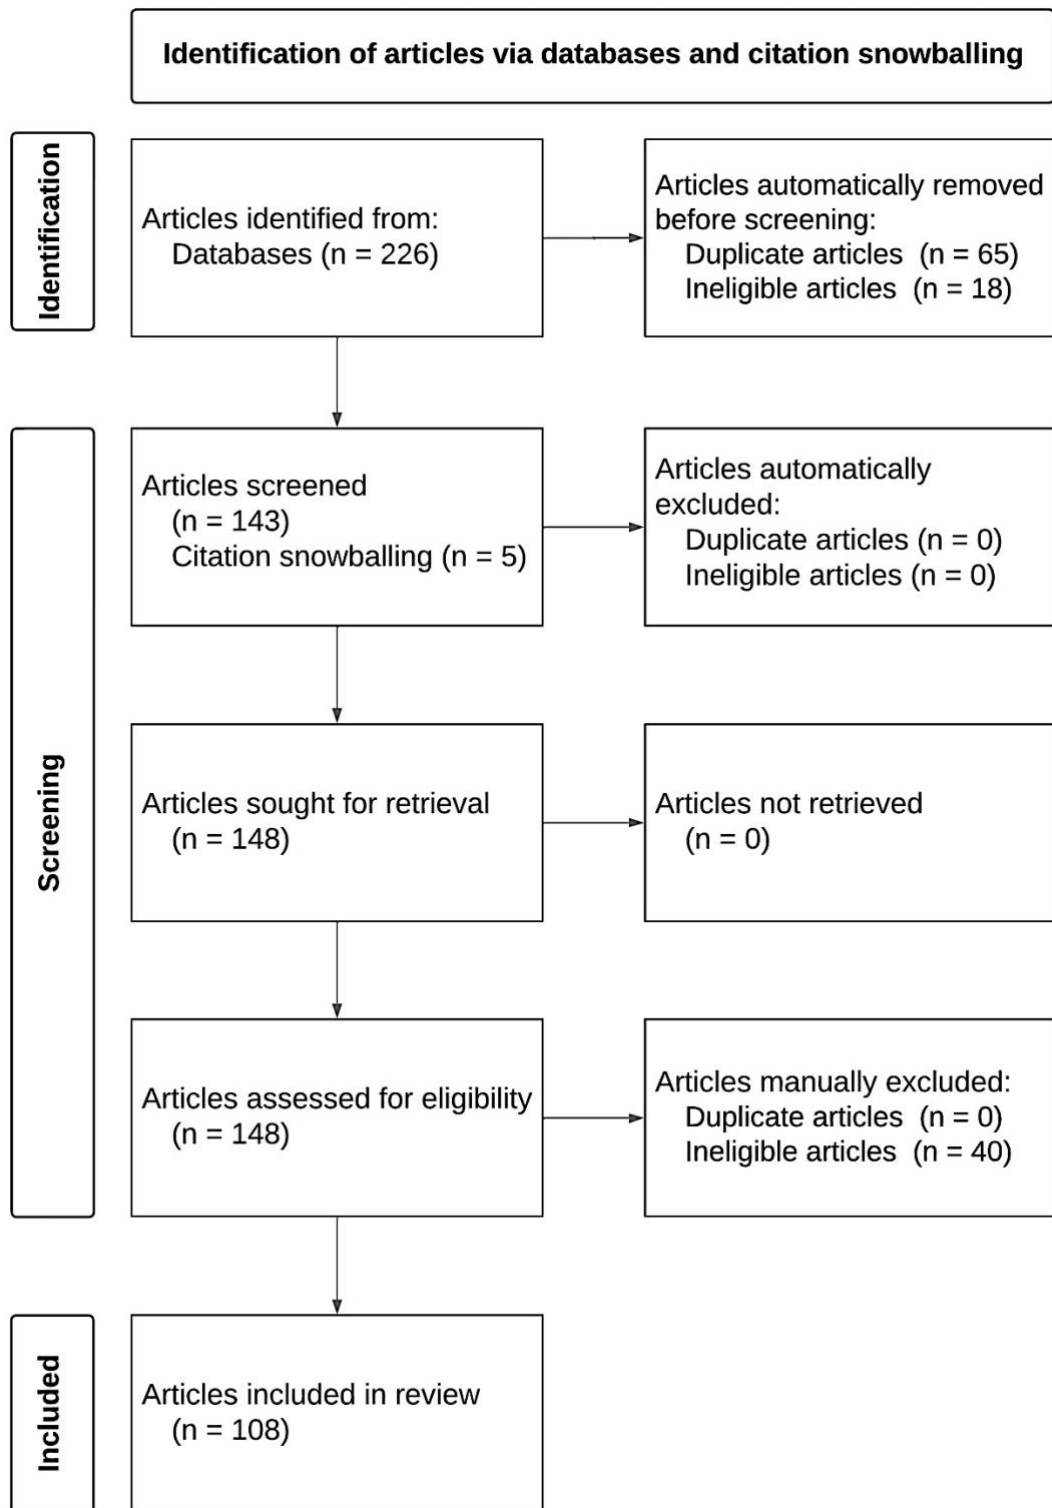 Identification of articles via databases and citation snowballing
Identification
Articles identified from:
Databases (n = 226)
Articles automatically removed
before screening:
Duplicate articles (n = 65)
Ineligible articles (n = 18)
Screening
Articles screened
(n = 143)
Citation snowballing (n = 5)
Articles automatically
excluded:
Duplicate articles (n = 0)
Ineligible articles (n = 0)
Articles sought for retrieval
(n = 148)
Articles not retrieved
(n = 0)
Articles assessed for eligibility
(n = 148)
Articles manually excluded:
Duplicate articles (n = 0)
Ineligible articles (n = 40)
Included
Articles included in review
(n = 108)